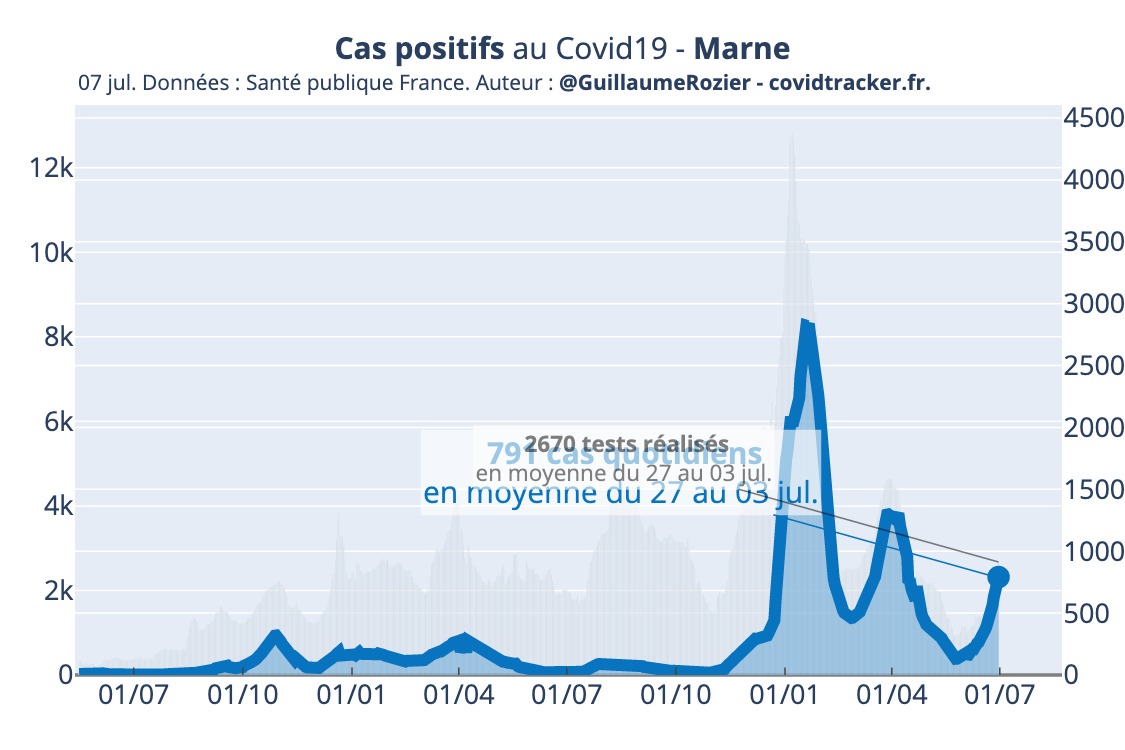 Cas positifs au Covid19 - Marne
07 jul. Données : Santé publique France. Auteur : @GuillaumeRozier - covidtracker.fr.
4500
12k
4000
3500
10k
3000
8k
2500
6k
2000
2670 tests réalisés
791 cas quotidiens
en moyenne du 27 au 03 jul.
en moyenne du 27 au 03 jul.
4k
1500
1000
2k
500
0
0
01/07 01/10 01/01 01/04 01/07 01/10 01/01 01/04 01/07